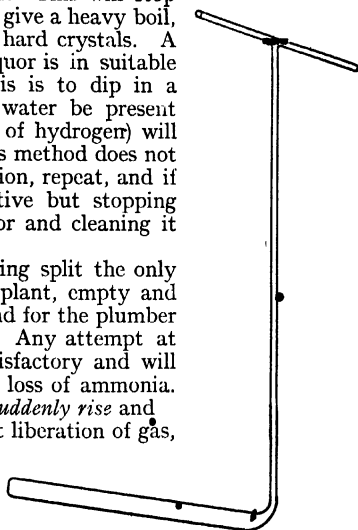 give a heavy boil,
hard crystals. A
quor is in suitable
is is to dip in a
water be present
of hydrogen) will
s method does not
ion, repeat, and if
tive but stopping
or and cleaning it
ing split the only
plant, empty and
nd for the plumber
Any attempt at
isfactory and will
loss of ammonia.
uddenly rise and
t liberation of gas,